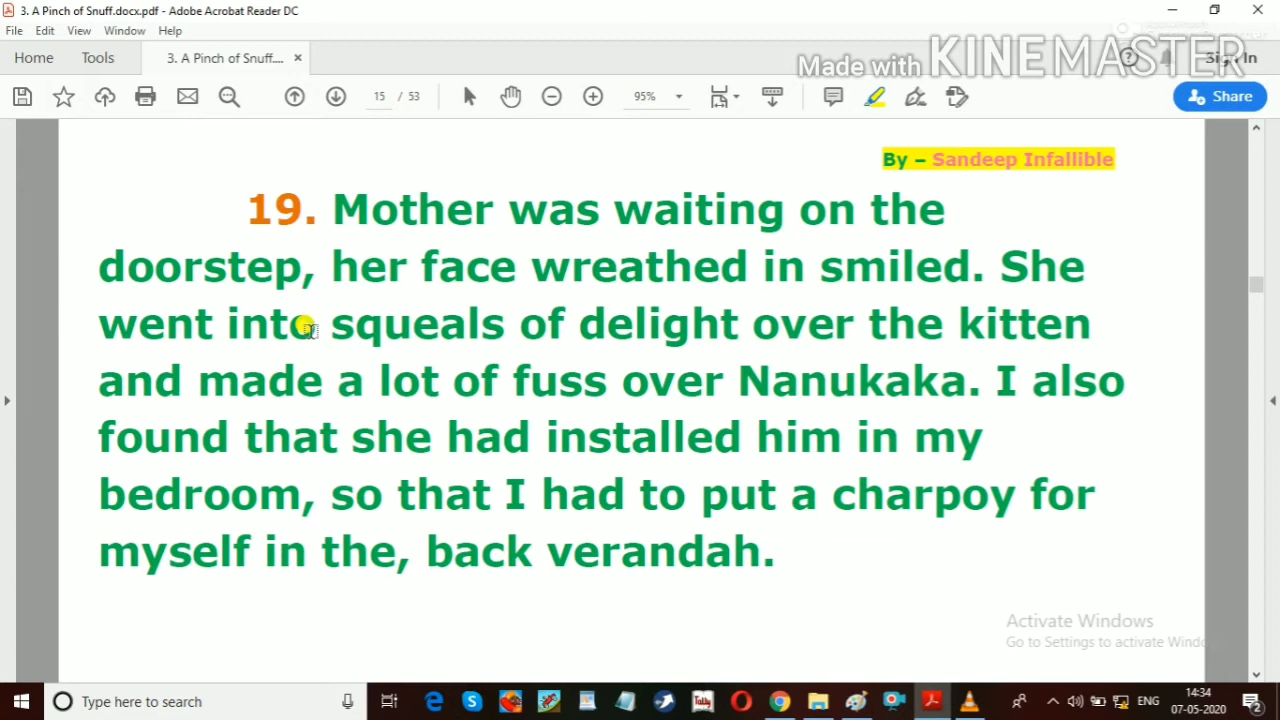 3. A Pinch of Snuff.docx.pdf - Adobe Acrobat Reader DC
File Edit View Window Help
Home Tools 3. A Pinch of Snuff.... × Sign In
Made with KINEMASTER
15 / 53 95% Share
By – Sandeep Infallible
19. Mother was waiting on the
doorstep, her face wreathed in smiled. She
went into squeals of delight over the kitten
and made a lot of fuss over Nanukaka. I also
found that she had installed him in my
bedroom, so that I had to put a charpoy for
myself in the, back verandah.
Activate Windows
Go to Settings to activate Windo
Type here to search
Tally
ENG
14:34
07-05-2020
2